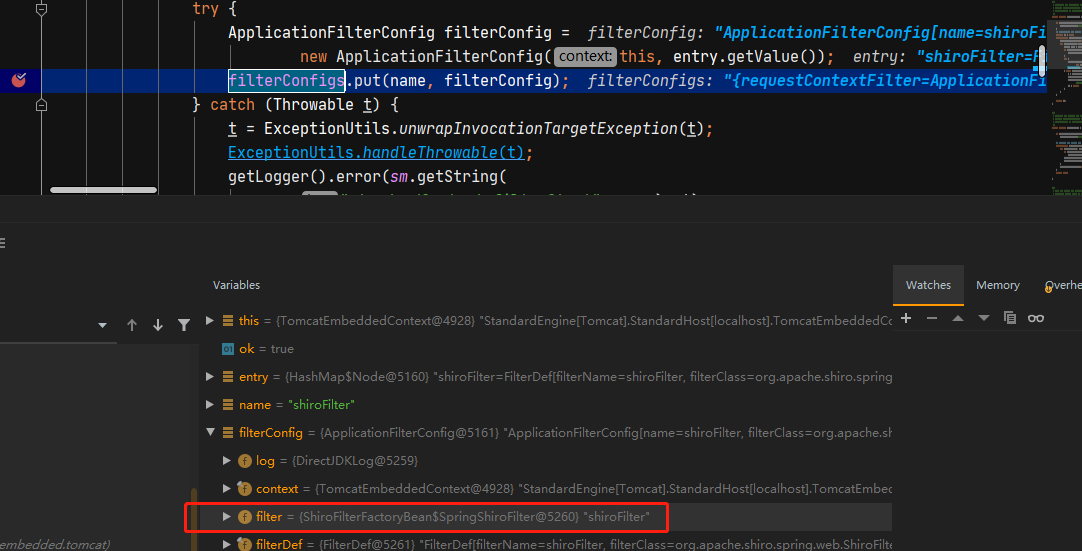 try {
ApplicationFilterConfig filterConfig = filterConfig: "ApplicationFilterConfig[name=shiroFi
new ApplicationFilterConfig( context: this, entry.getValue()); entry: "shiroFilter=
filterConfigs.put(name, filterConfig); filterConfigs: "{requestContextFilter=ApplicationFi
} catch (Throwable t) {
t = ExceptionUtils.unwrapInvocationTargetException(t);
ExceptionUtils.handleThrowable(t);
getLogger().error(sm.getString(
Variables
Watches
Memory
Overhe
this = {TomcatEmbeddedContext@4928} "StandardEngine[Tomcat].StandardHost[localhost].TomcatEmbeddedCo
01 ok = true
entry = {HashMap$Node@5160} "shiroFilter=FilterDef[filterName=shiroFilter, filterClass=org.apache.shiro.spring
name = "shiroFilter"
filterConfig = {ApplicationFilterConfig@5161} "ApplicationFilterConfig[name=shiroFilter, filterClass=org.apache.sh
f log = {DirectJDKLog@5259}
f context = {TomcatEmbeddedContext@4928} "StandardEngine[Tomcat].StandardHost[localhost].TomcatEmbed
f filter = {ShiroFilterFactoryBean$SpringShiroFilter@5260} "shiroFilter"
embedded.tomcat)
f filterDef = {FilterDef@5261} "FilterDef[filterName=shiroFilter, filterClass=org.apache.shiro.spring.web.ShiroFilte